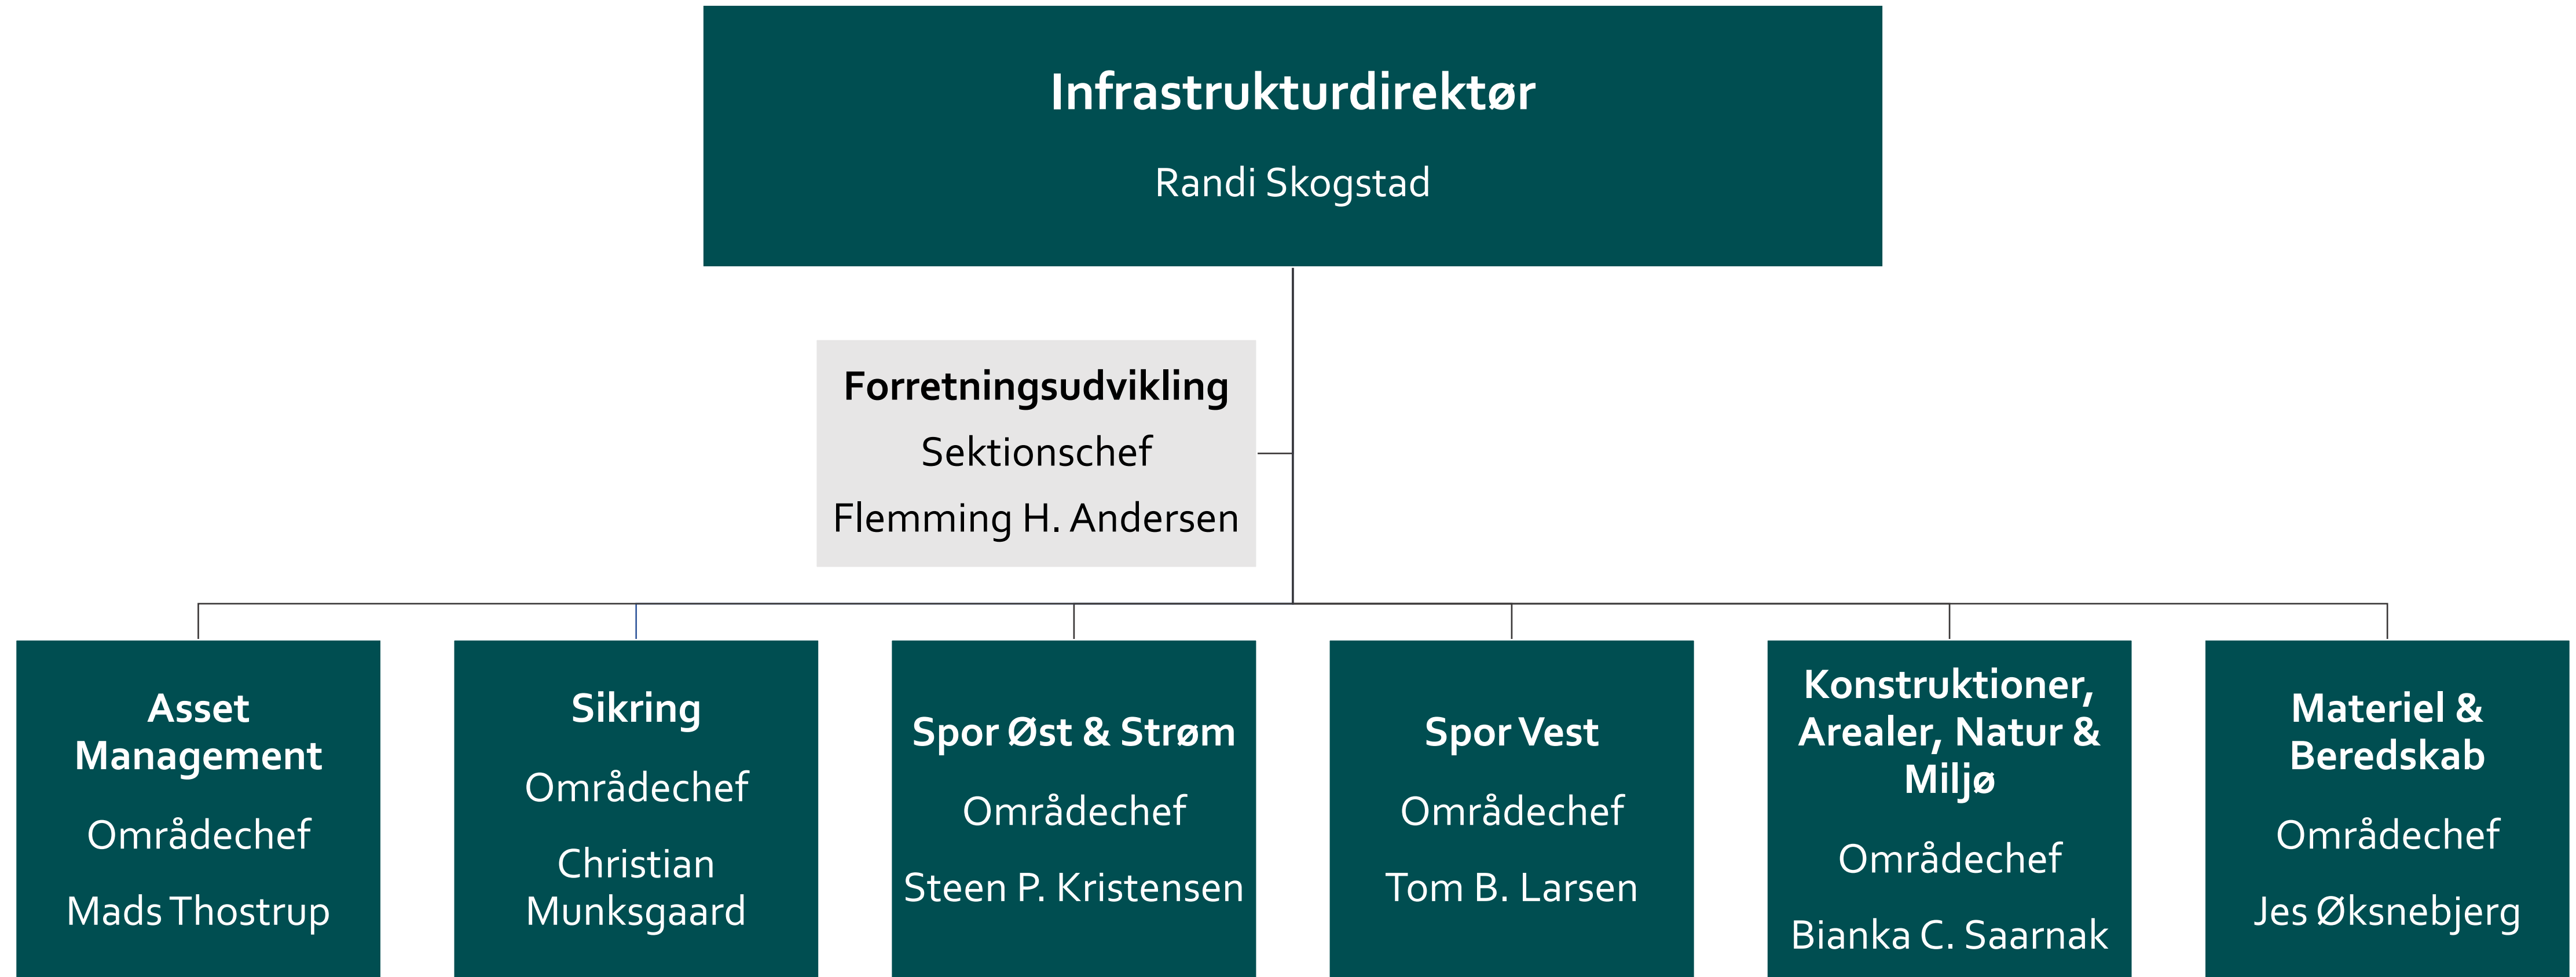 Infrastrukturdirektør
Randi Skogstad
Forretningsudvikling
Sektionschef
Flemming H. Andersen
Asset
Management
Områdechef
Mads Thostrup
Sikring
Områdechef
Christian
Munksgaard
Spor Øst & Strøm
Områdechef
Steen P. Kristensen
Spor Vest
Områdechef
Tom B. Larsen
Konstruktioner,
Arealer, Natur &
Miljø
Områdechef
Bianka C. Saarnak
Materiel &
Beredskab
Områdechef
Jes Øksnebjerg